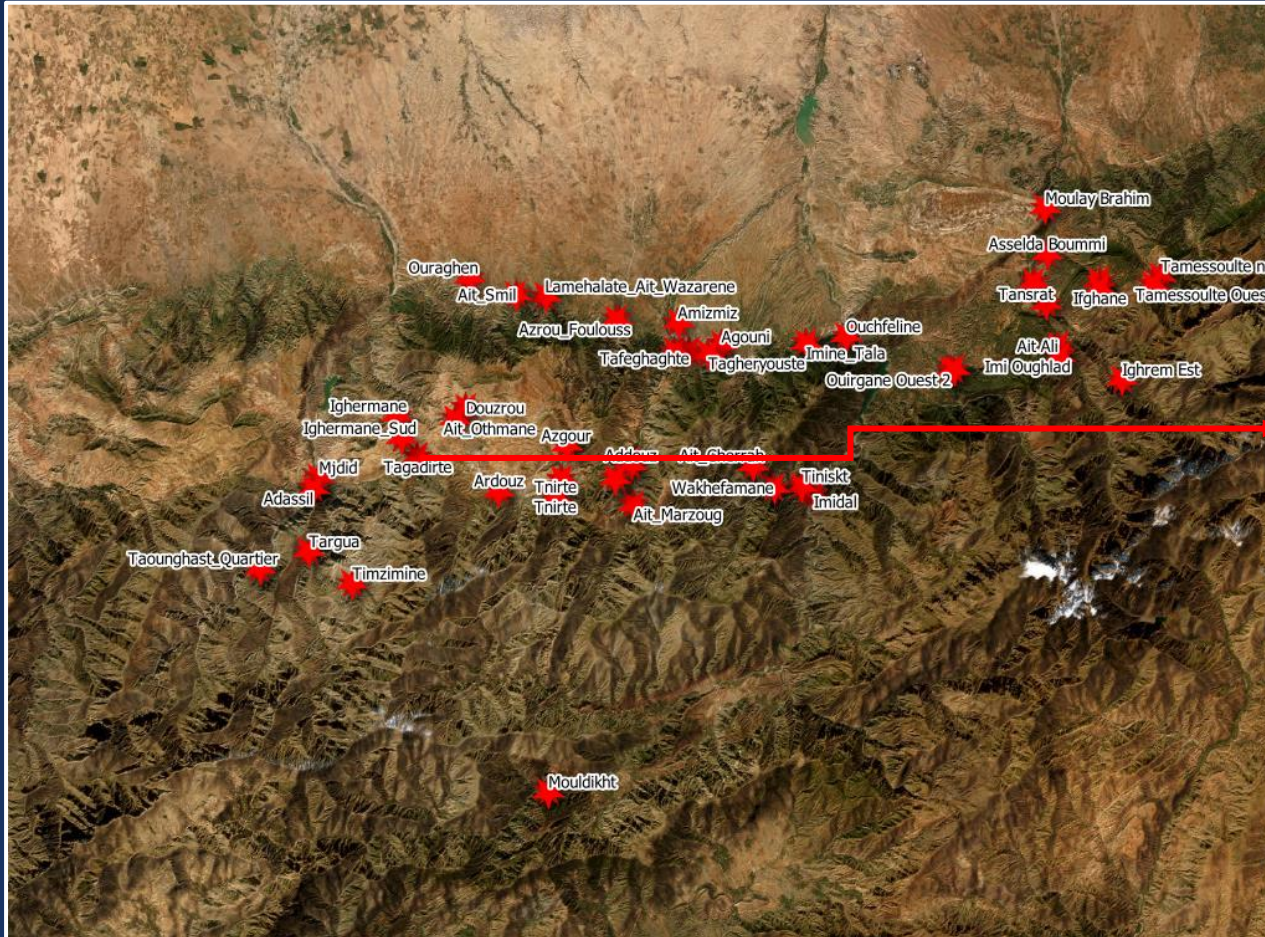 Moulay Brahim
Asselda Boummi
Ouraghen
Tamessoulte
Ait_Smil
Lamehalate_Ait_Wazarene
Tansrat
Ifghane
Tamessoulte
Azrou_Foulouss
Amizmiz
Agouni
Ouchfeline
Tafeghaghte
Tagheryouste
Imine_Tala
Ait Ali
Imi Oughlad
Ouirgane Ouest 2
Ighrem Est
Ighermane
Douzrou
Ighermane_Sud
Ait_Othmane
Azgour
Tagadirte
Mjdid
Adassil
Ardouz
Tnirte
Tnirte
Wakhefamane
Tiniskt
Imidal
Ait_Marzoug
Targua
Taounghast_Quartier
Timzimine
Mouldikht